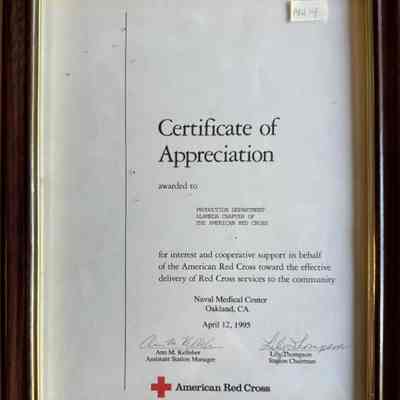 Certificate of
Appreciation
awarded to
PRODUCTION DEPARTMENT
ALAMEDA CHAPTER OF
THE AMERICAN RED CROSS
for interest and cooperative support in behalf
of the American Red Cross toward the effective
delivery of Red Cross services to the community
Naval Medical Center
Oakland, CA
April 12, 1995
Ann M. Kelleher
Assistant Station Manager
Lily Thompson
Lily Thompson
Station Chairman
American Red Cross